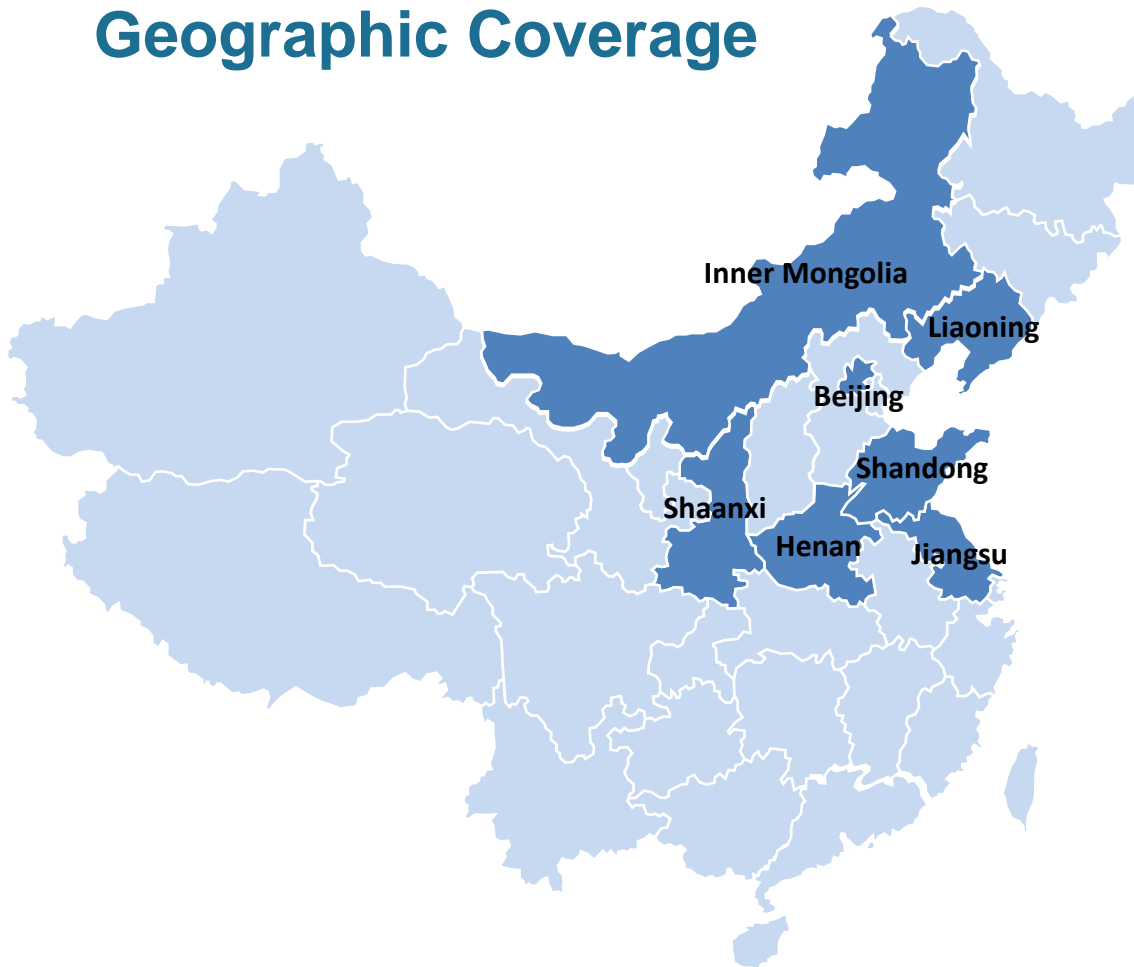 Geographic Coverage
Inner Mongolia
Liaoning
Beijing
Shandong
Shaanxi
Henan
Jiangsu